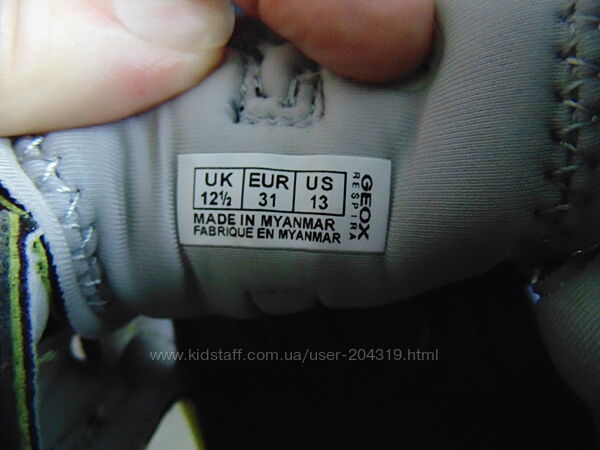 UK EUR US
12½ 31 13
MADE IN MYANMAR
FABRIQUE EN MYANMAR
GEOX
RESPIRA
www.kidstaff.com.ua/user-204319.html